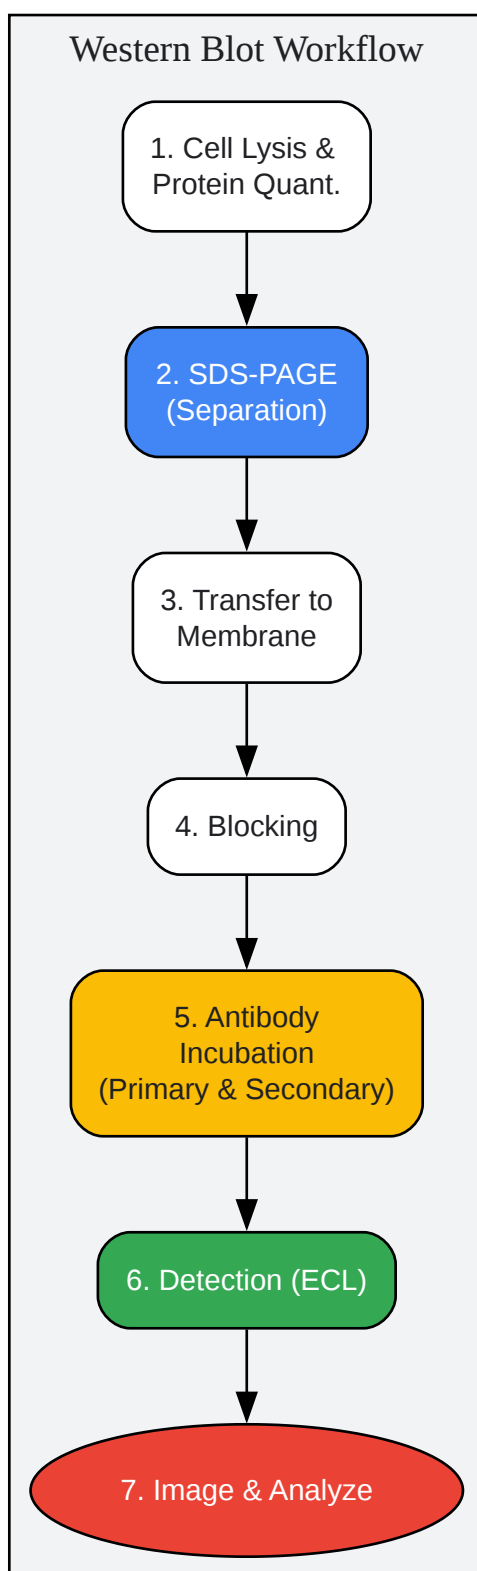 Western Blot Workflow
1. Cell Lysis &
Protein Quant.
2. SDS-PAGE
(Separation)
3. Transfer to
Membrane
4. Blocking
5. Antibody
Incubation
(Primary & Secondary)
6. Detection (ECL)
7. Image & Analyze